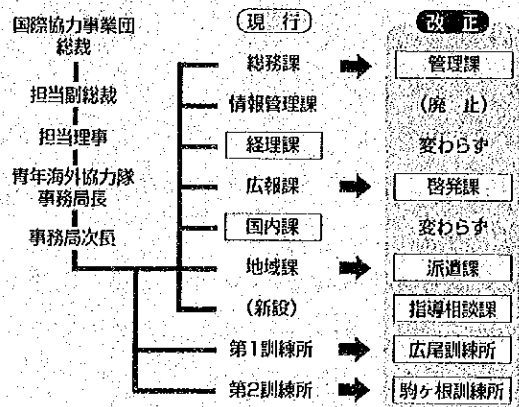 国際協力事業団
総裁
担当副総裁
担当理事
青年海外協力隊
事務局長
事務局次長
現行 改正
総務課 管理課
情報管理課 (廃止)
経理課 変わらず
広報課 啓発課
国内課 変わらず
地域課 派遣課
(新設) 指導相談課
第1訓練所 広尾訓練所
第2訓練所 駒ヶ根訓練所